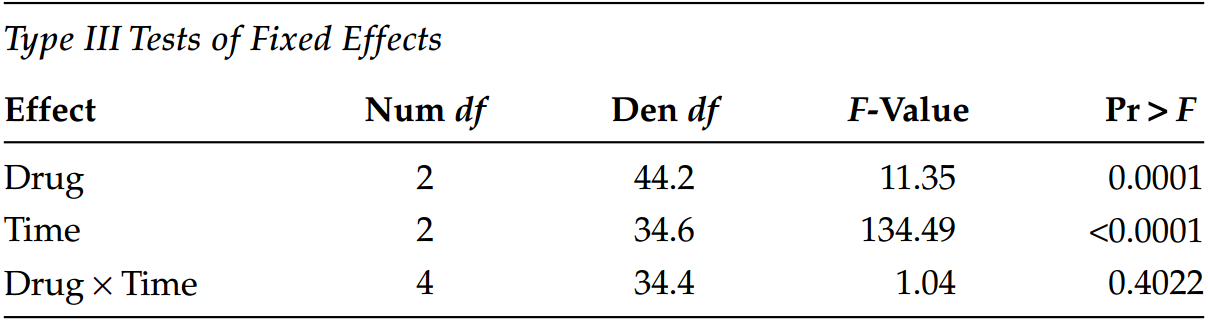 Type III Tests of Fixed Effects
Effect Num df Den df F-Value Pr > F
Drug 2 44.2 11.35 0.0001
Time 2 34.6 134.49 <0.0001
Drug × Time 4 34.4 1.04 0.4022